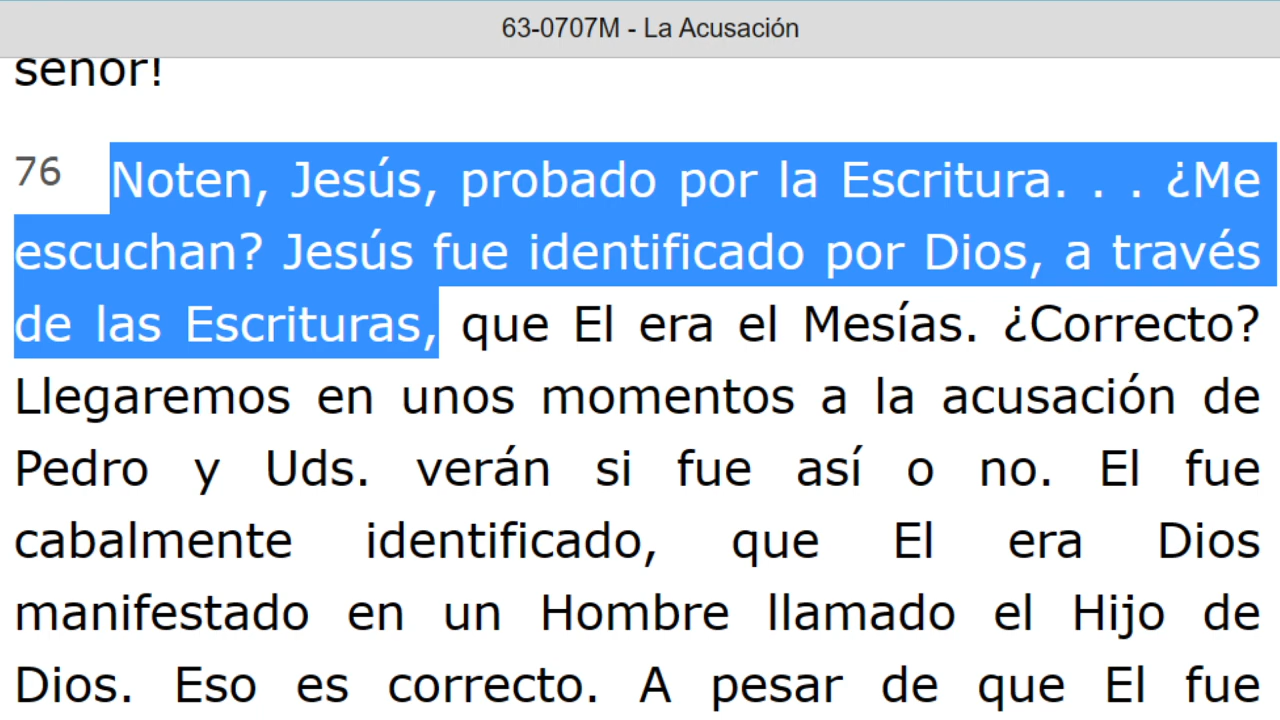 63-0707M - La Acusación
señor!
76 Noten, Jesús, probado por la Escritura. . . ¿Me
escuchan? Jesús fue identificado por Dios, a través
de las Escrituras, que El era el Mesías. ¿Correcto?
Llegaremos en unos momentos a la acusación de
Pedro y Uds. verán si fue así o no. El fue
cabalmente identificado, que El era Dios
manifestado en un Hombre llamado el Hijo de
Dios. Eso es correcto. A pesar de que El fue